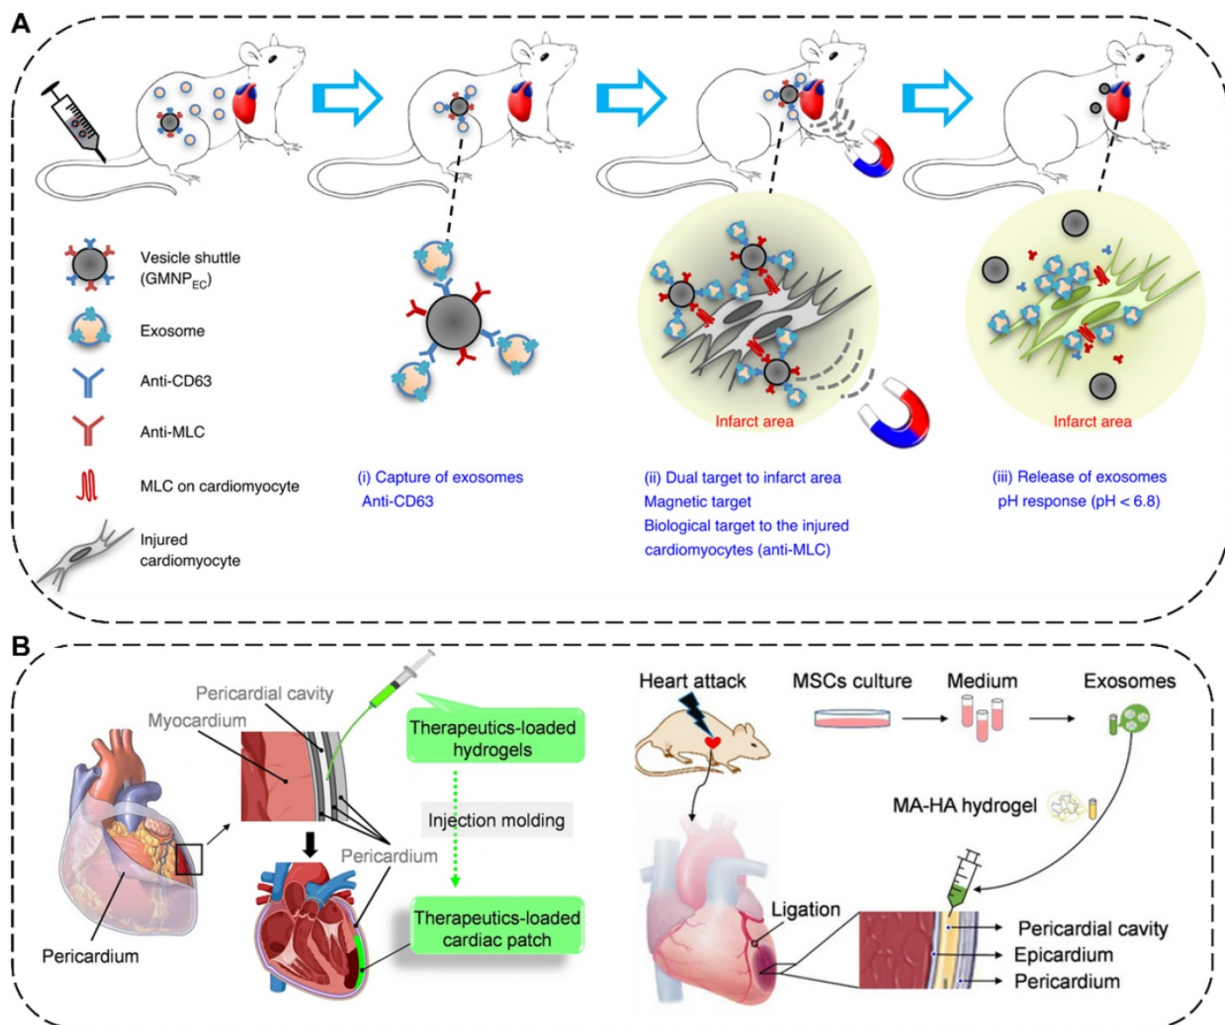 A
Vesicle shuttle
(GMNPEC)
Exosome
Anti-CD63
Anti-MLC
MLC on cardiomyocyte
Injured
cardiomyocyte
(i) Capture of exosomes
Anti-CD63
Infarct area
(ii) Dual target to infarct area
Magnetic target
Biological target to the injured
cardiomyocytes (anti-MLC)
Infarct area
(iii) Release of exosomes
pH response (pH < 6.8)
B
Pericardial cavity
Myocardium
Therapeutics-loaded
hydrogels
Injection molding
Pericardium
Therapeutics-loaded
cardiac patch
Pericardium
Heart attack
MSCs culture
Medium
Exosomes
MA-HA hydrogel
Ligation
Pericardial cavity
Epicardium
Pericardium